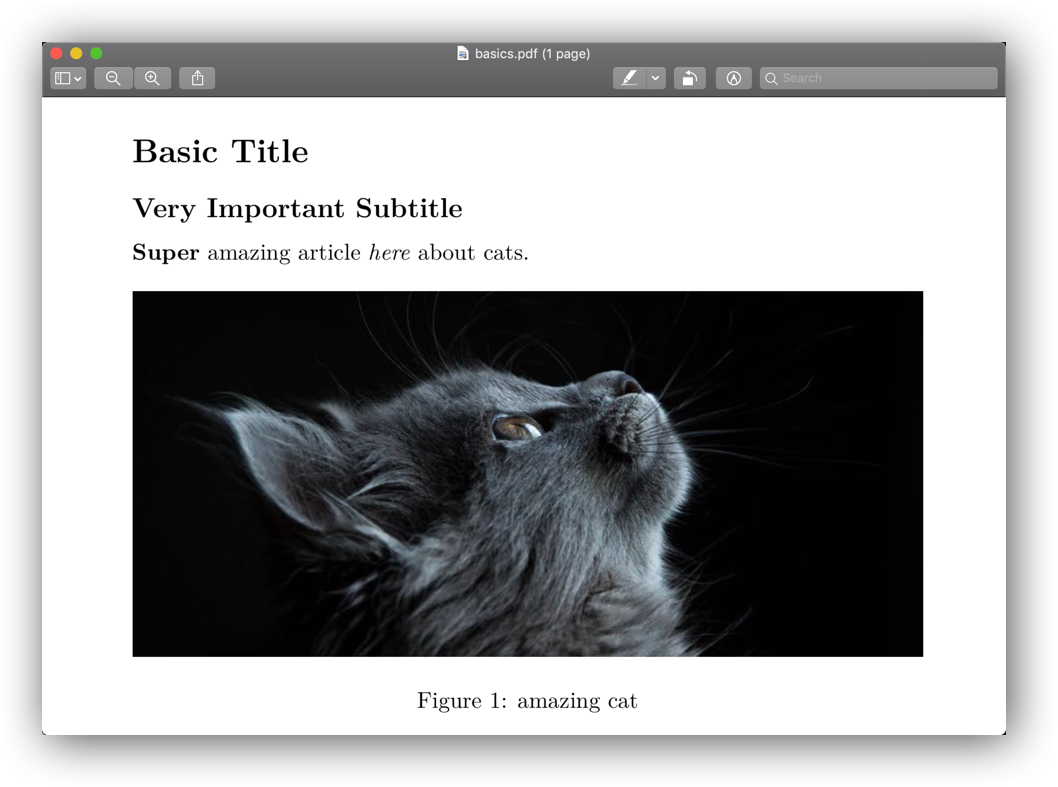 basics.pdf (1 page)
Search
Basic Title
Very Important Subtitle
Super amazing article here about cats.
Figure 1: amazing cat